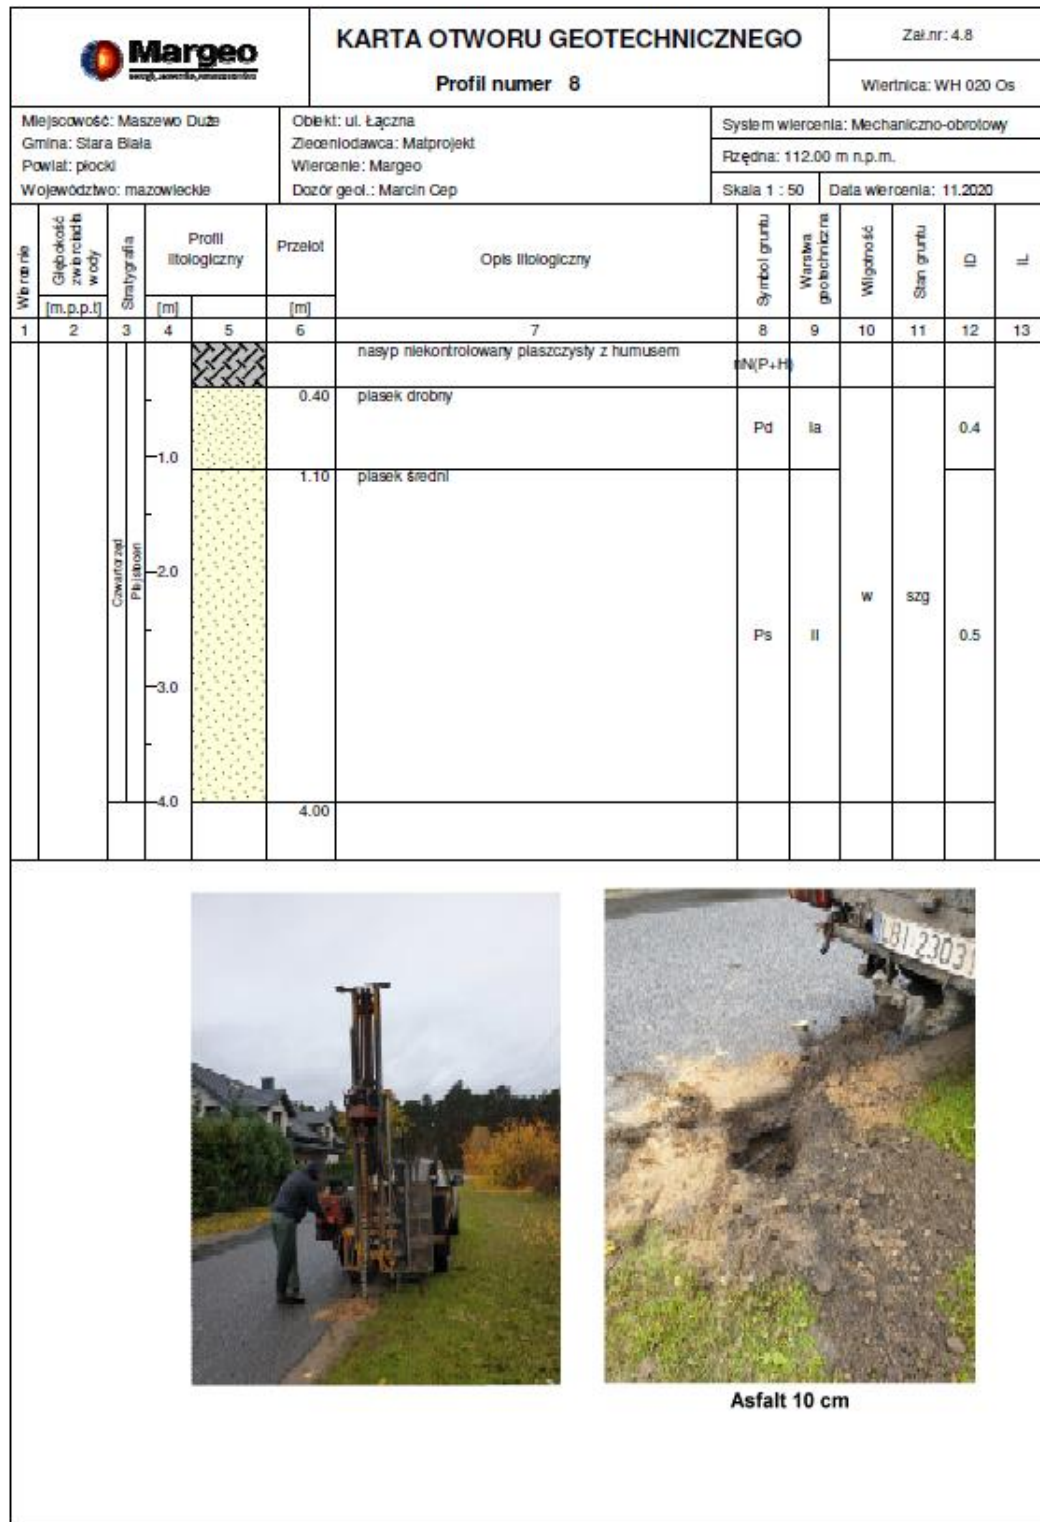 Margeo
KARTA OTWORU GEOTECHNICZNEGO
Profil numer 8
Zał.nr: 4.8
Wiertnica: WH 020 Os
Miejscowość: Maszewo Duże
Gmina: Stara Biała
Powiat: płocki
Województwo: mazowieckie
Obiekt: ul. Łączna
Zleceniodawca: Matprojekt
Wiercenie: Margeo
Dozór geol.: Marcin Cep
System wiercenia: Mechaniczno-obrotowy
Rzędna: 112.00 m n.p.m.
Skala 1 : 50
Data wiercenia: 11.2020
Wiercenie
Głębokość zwierciadła wody
[m.p.p.t]
Stratygrafia
Profil litologiczny
[m]
Przelot
[m]
Opis litologiczny
Symbol gruntu
Warstwa geotechniczna
Wilgotność
Stan gruntu
ID
IL
1 2 3 4 5 6 7 8 9 10 11 12 13
nasyp niekontrolowany piaszczysty z humusem
nN(P+H)
0.40 piasek drobny
Pd Ia 0.4
1.0
1.10 piasek średni
Czwartorzęd
Plejstocen
2.0
w szg
Ps II 0.5
3.0
4.0
4.00
LBI 23031
Asfalt 10 cm